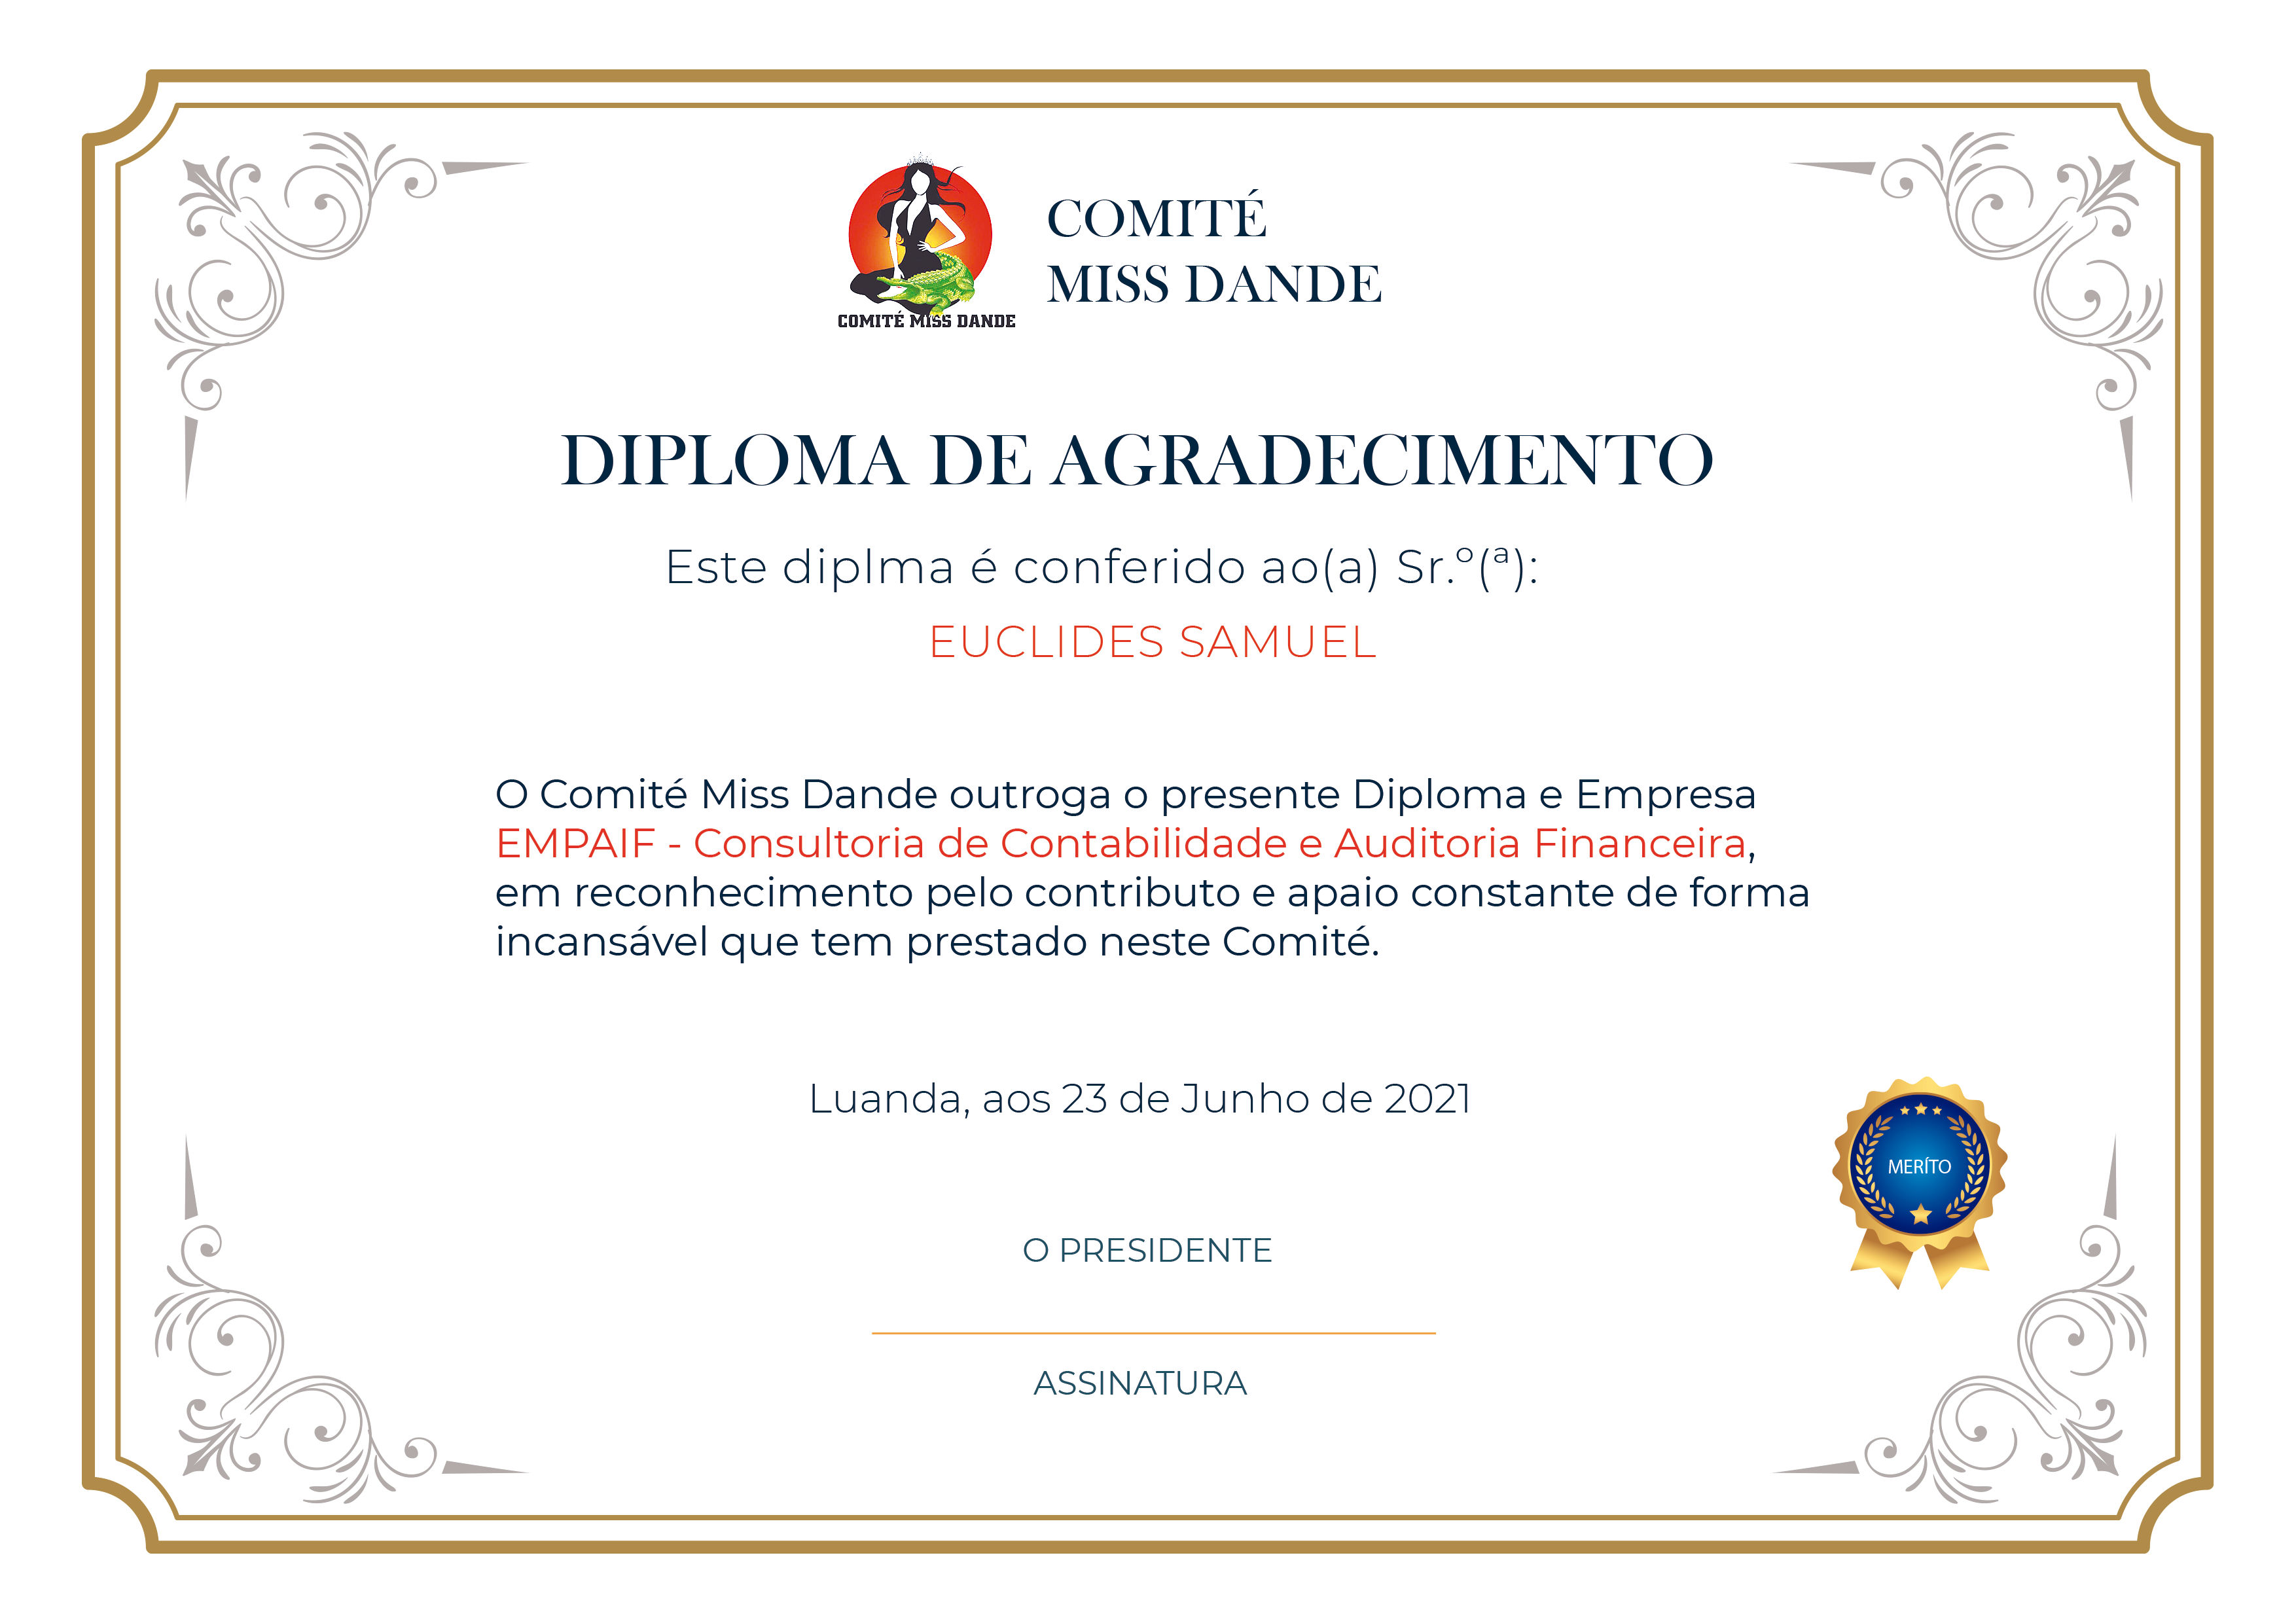 COMITÉ MISS DANDE
COMITÉ
MISS DANDE
DIPLOMA DE AGRADECIMENTO
Este diplma é conferido ao(a) Sr.º(ª):
EUCLIDES SAMUEL
O Comité Miss Dande outroga o presente Diploma e Empresa
EMPAIF - Consultoria de Contabilidade e Auditoria Financeira,
em reconhecimento pelo contributo e apaio constante de forma
incansável que tem prestado neste Comité.
Luanda, aos 23 de Junho de 2021
MERÍTO
O PRESIDENTE
ASSINATURA